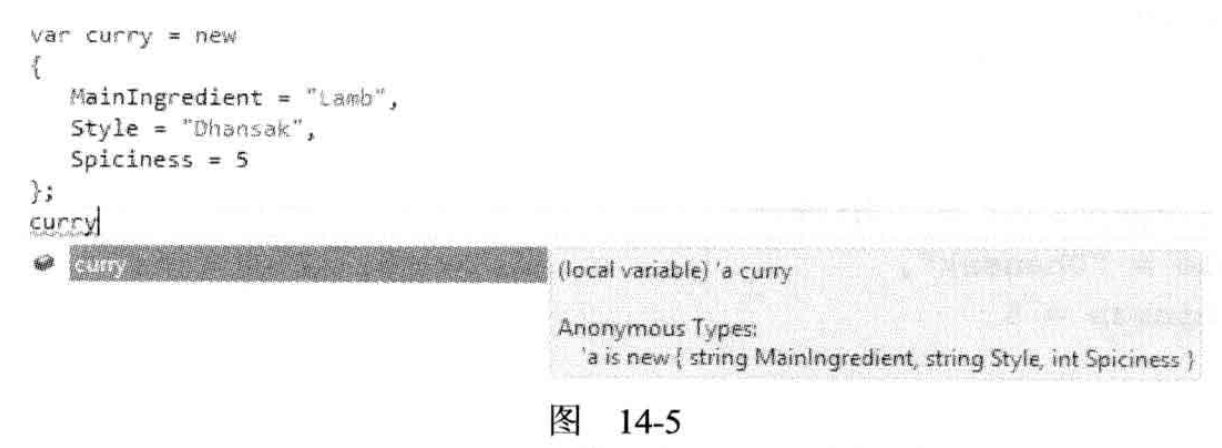 var curry = new
{
MainIngredient = "Lamb",
Style = "Dhansak",
Spiciness = 5
};
curry
curry
(local variable) 'a curry
Anonymous Types:
'a is new { string MainIngredient, string Style, int Spiciness }
图 14-5